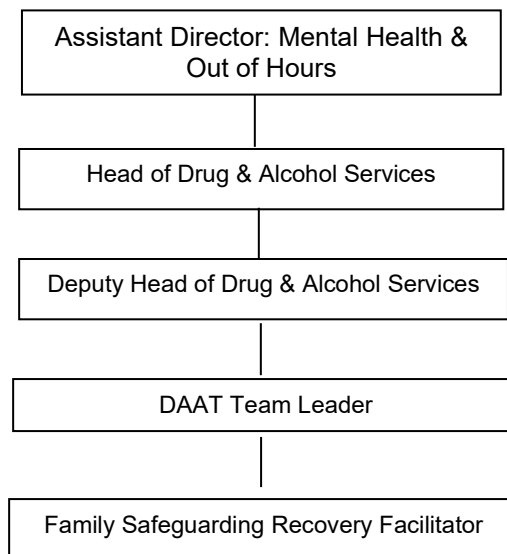 Assistant Director: Mental Health &
Out of Hours
Head of Drug & Alcohol Services
Deputy Head of Drug & Alcohol Services
DAAT Team Leader
Family Safeguarding Recovery Facilitator